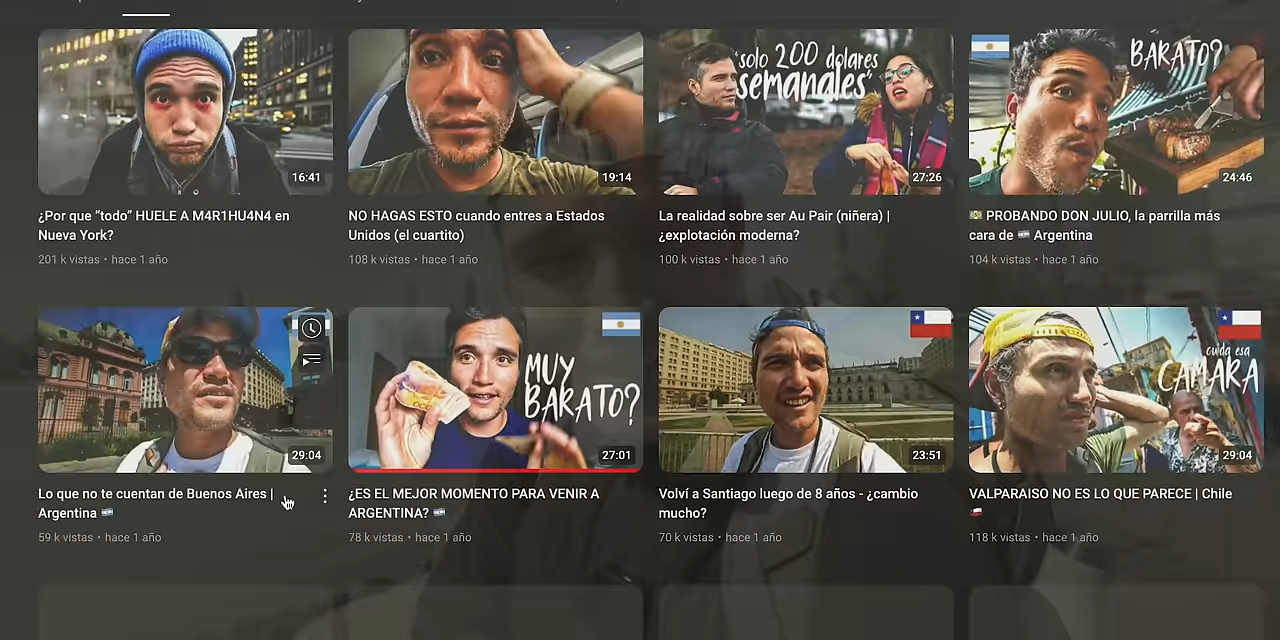 "solo 200 dolares
semanales"
BARATO?
16:41
19:14
27:26
24:46
¿Por que “todo” HUELE A M4R1HU4N4 en
Nueva York?
201 k vistas • hace 1 año
NO HAGAS ESTO cuando entres a Estados
Unidos (el cuartito)
108 k vistas • hace 1 año
La realidad sobre ser Au Pair (niñera) |
¿explotación moderna?
100 k vistas • hace 1 año
PROBANDO DON JULIO, la parrilla más
cara de 🇦🇷 Argentina
104 k vistas • hace 1 año
MUY
BARATO?
cuida esa
CAMARA
29:04
27:01
23:51
29:04
Lo que no te cuentan de Buenos Aires |
Argentina 🇦🇷
59 k vistas • hace 1 año
¿ES EL MEJOR MOMENTO PARA VENIR A
ARGENTINA? 🇦🇷
78 k vistas • hace 1 año
Volví a Santiago luego de 8 años - ¿cambio
mucho?
70 k vistas • hace 1 año
VALPARAISO NO ES LO QUE PARECE | Chile
🇨🇱
118 k vistas • hace 1 año